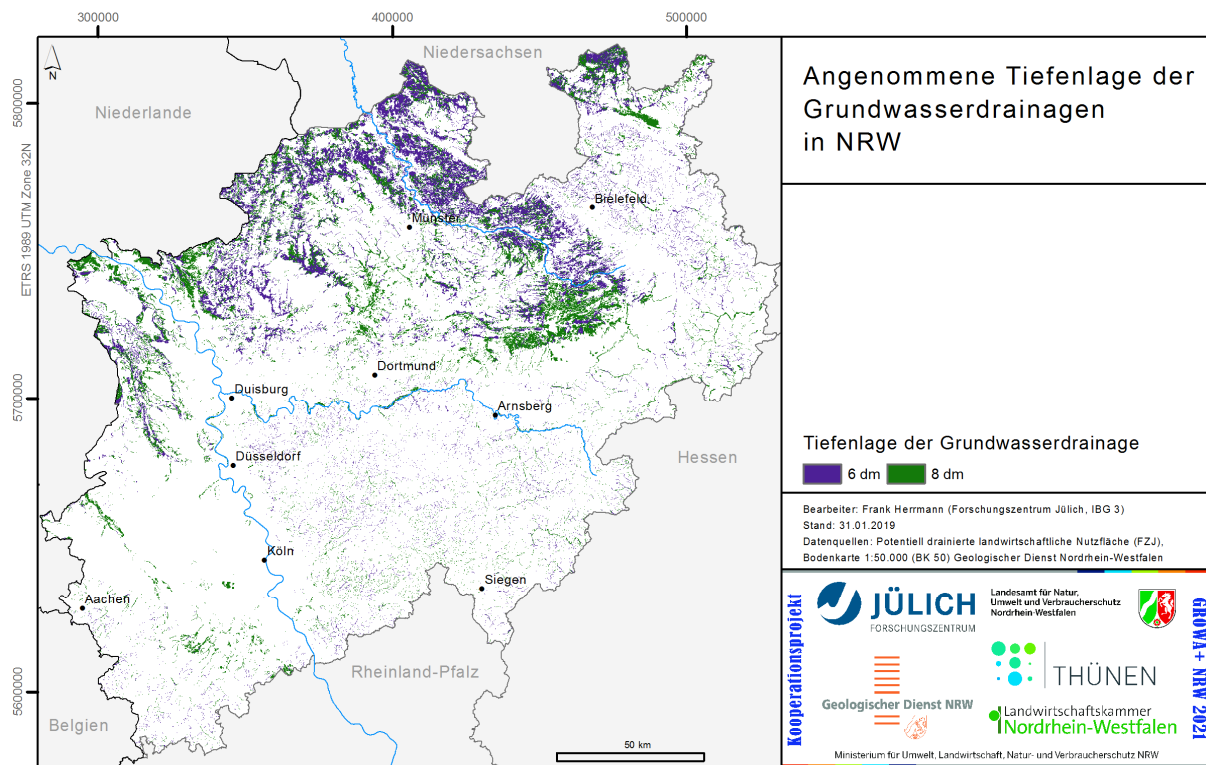 300000
400000
500000
5800000
5700000
5600000
ETRS 1989 UTM Zone 32N
N
Niedersachsen
Niederlande
Bielefeld
Münster
Dortmund
Duisburg
Arnsberg
Düsseldorf
Hessen
Köln
Siegen
Aachen
Rheinland-Pfalz
Belgien
50 km
Angenommene Tiefenlage der
Grundwasserdrainagen
in NRW
Tiefenlage der Grundwasserdrainage
6 dm 8 dm
Bearbeiter: Frank Herrmann (Forschungszentrum Jülich, IBG 3)
Stand: 31.01.2019
Datenquellen: Potentiell drainierte landwirtschaftliche Nutzfläche (FZJ),
Bodenkarte 1:50.000 (BK 50) Geologischer Dienst Nordrhein-Westfalen
Kooperationsprojekt
JÜLICH
FORSCHUNGSZENTRUM
Landesamt für Natur,
Umwelt und Verbraucherschutz
Nordrhein-Westfalen
THÜNEN
Geologischer Dienst NRW
Landwirtschaftskammer
Nordrhein-Westfalen
GROWA+ NRW 2021
Ministerium für Umwelt, Landwirtschaft, Natur- und Verbraucherschutz NRW